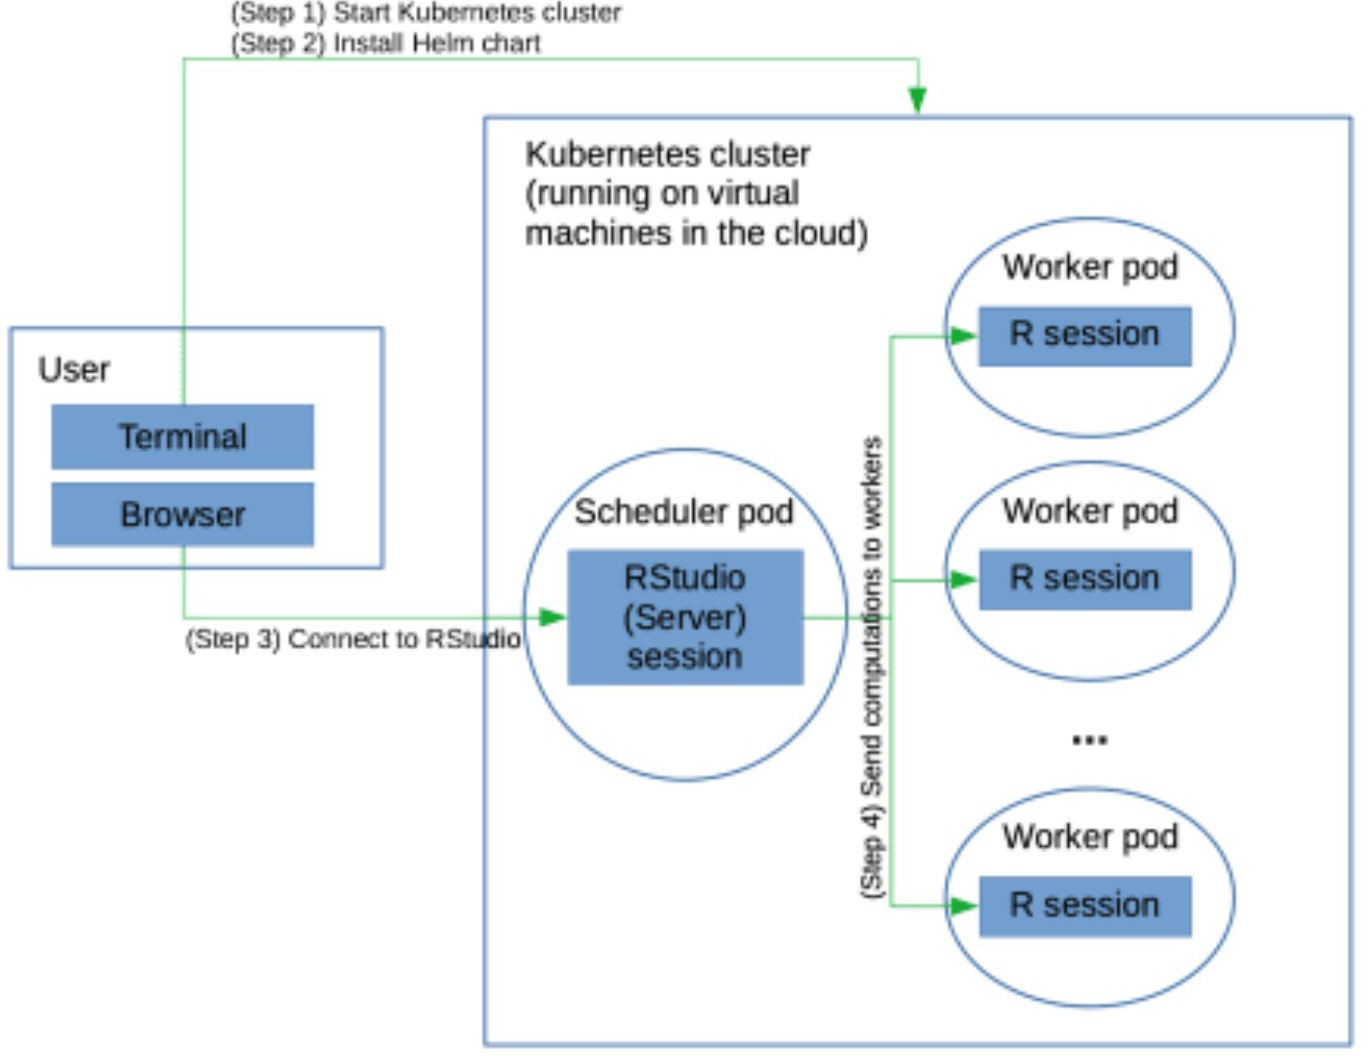 (Step 1) Start Kubernetes cluster
(Step 2) Install Helm chart
Kubernetes cluster
(running on virtual
machines in the cloud)
User
Terminal
Browser
(Step 3) Connect to RStudio
Scheduler pod
RStudio
(Server)
session
(Step 4) Send computations to workers
Worker pod
R session
Worker pod
R session
...
Worker pod
R session